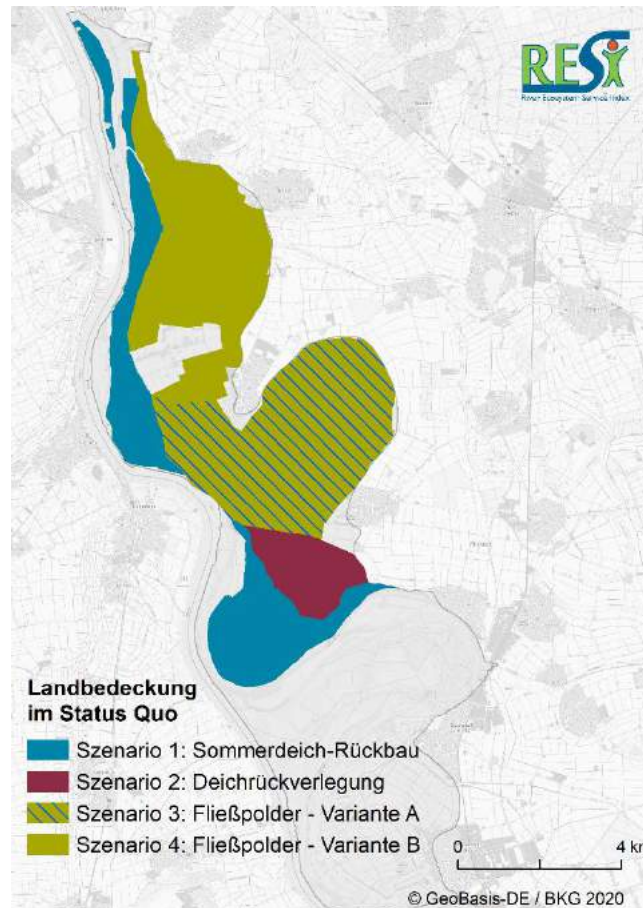 RESI
River Ecosystem Service Index
Landbedeckung
im Status Quo
Szenario 1: Sommerdeich-Rückbau
Szenario 2: Deichrückverlegung
Szenario 3: Fließpolder - Variante A
Szenario 4: Fließpolder - Variante B
0 4 km
© GeoBasis-DE / BKG 2020